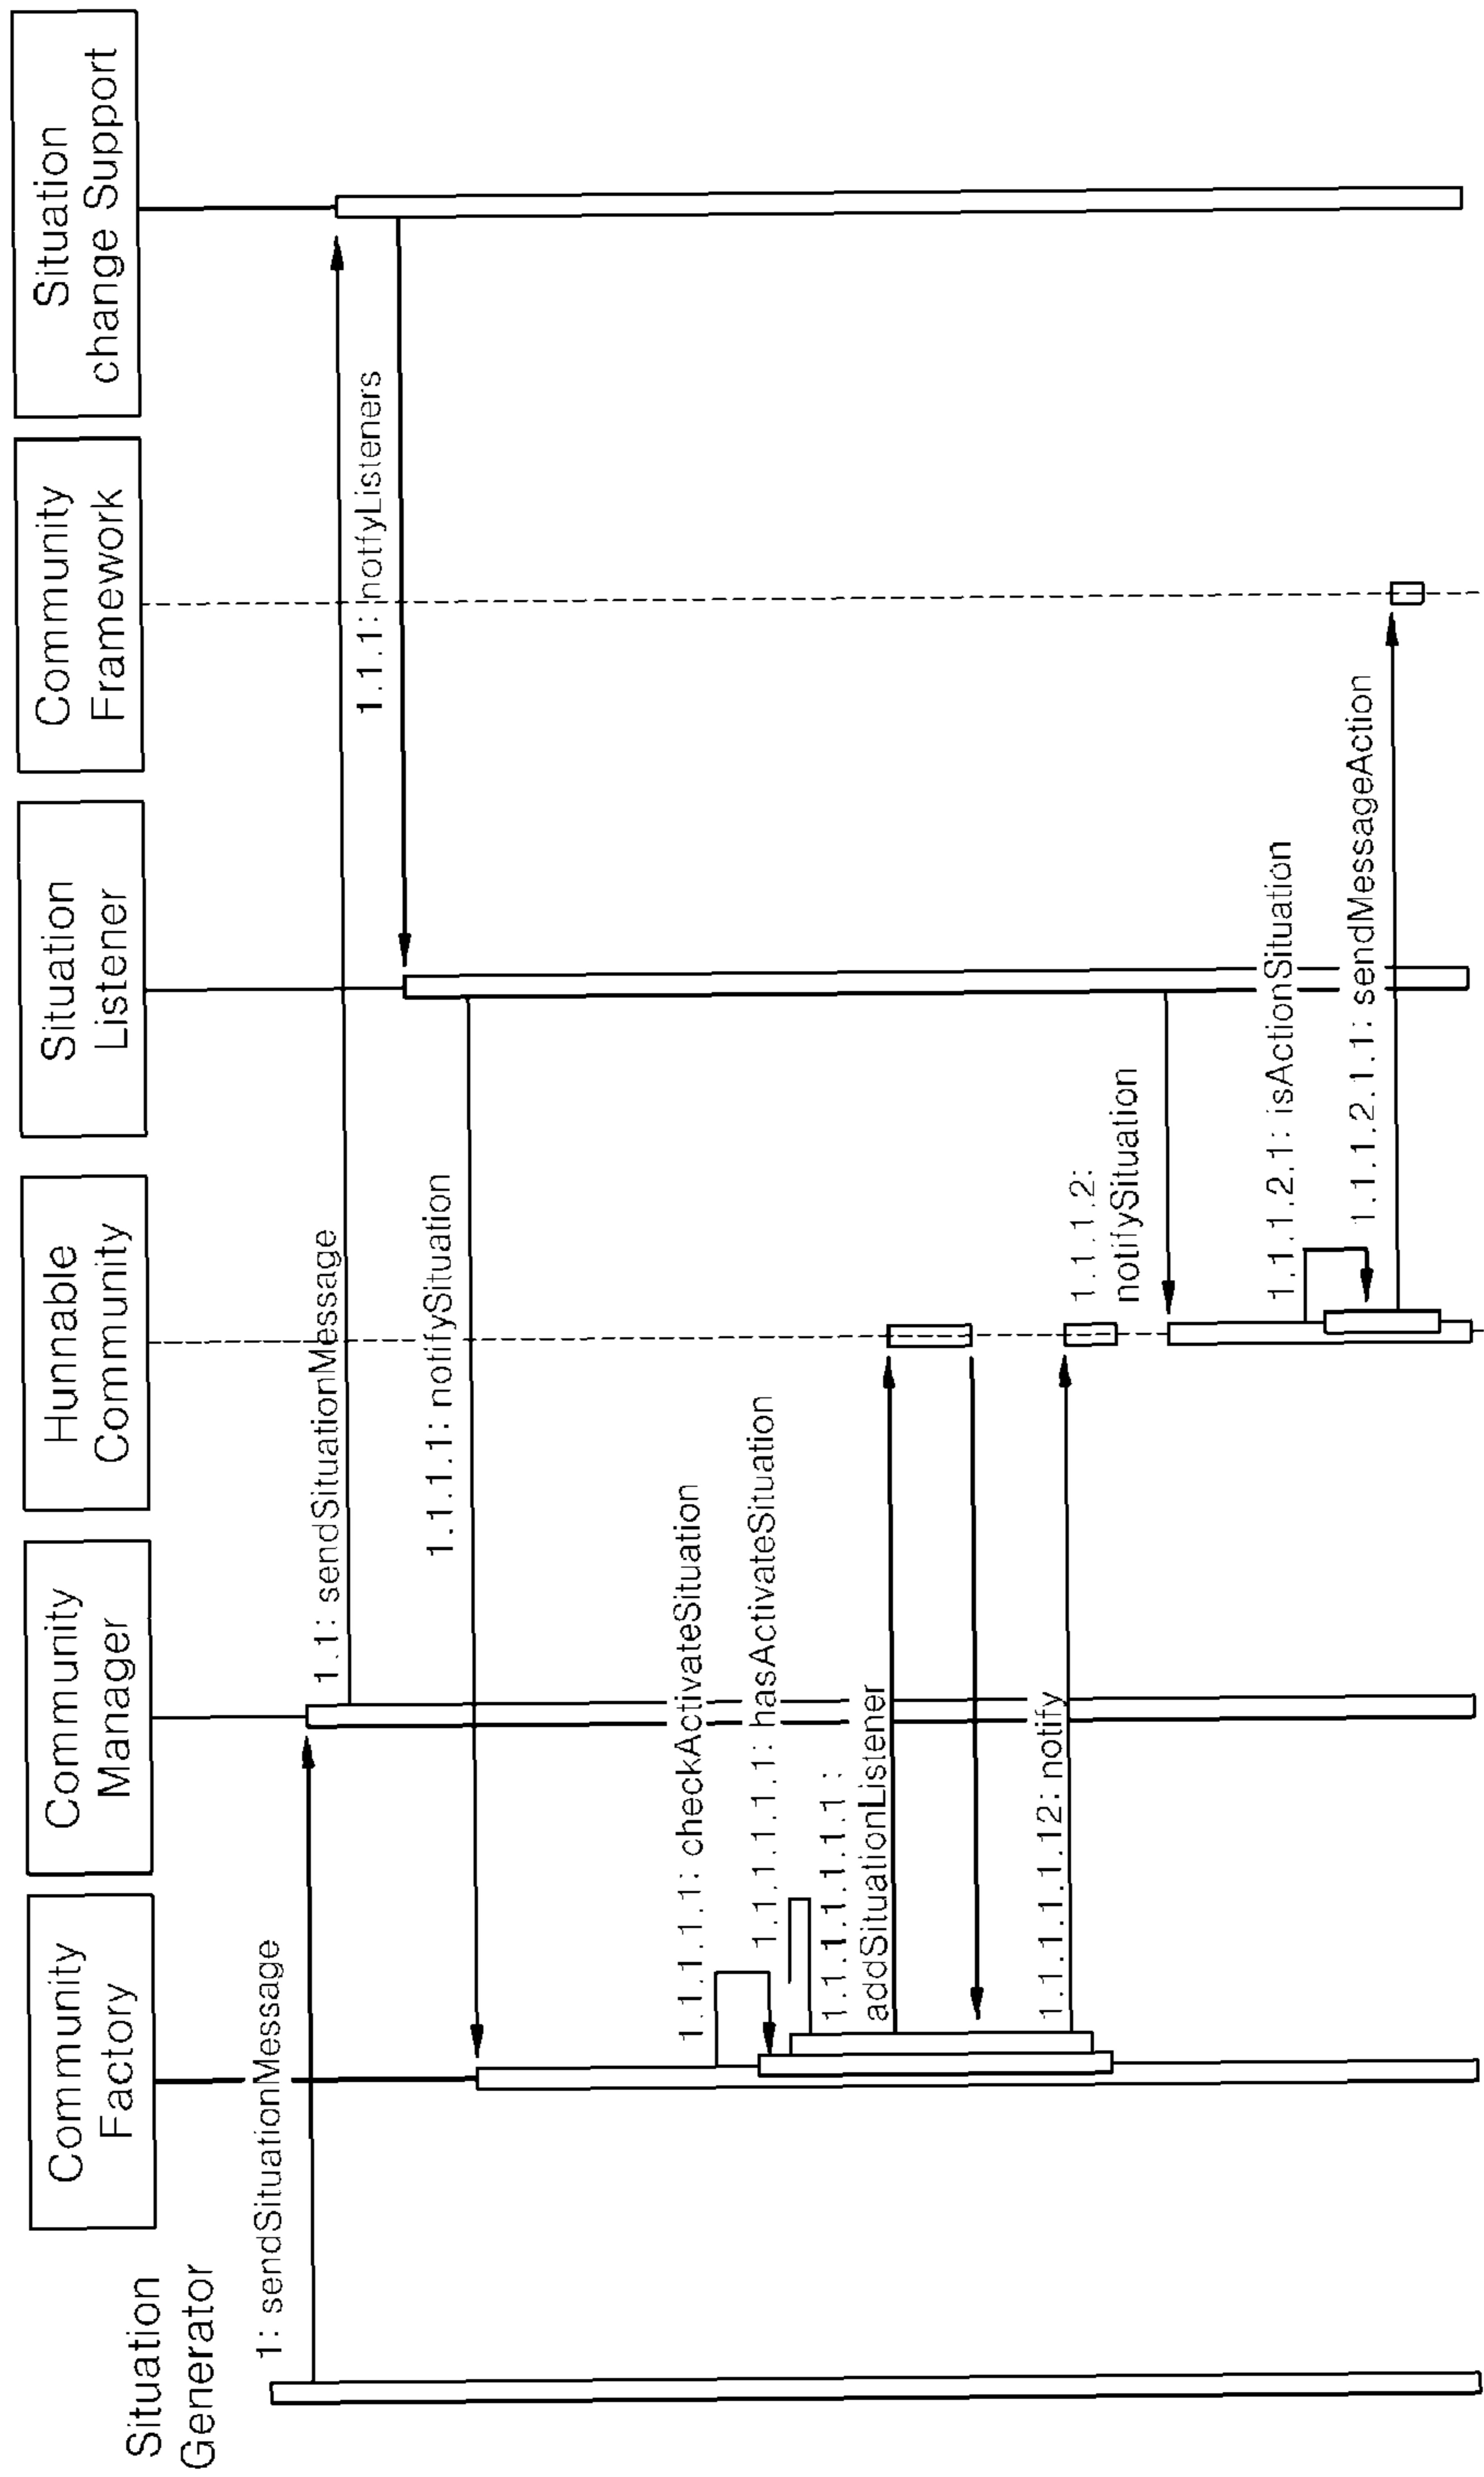 Situation
Generator
Community
Factory
Community
Manager
Hunnable
Community
Situation
Listener
Community
Framework
Situation
change Support
1: sendSituationMessage
1.1: sendSituationMessage
1.1.1: notfyListeners
1.1.1.1: notifySituation
1.1.1.1.1: checkActivateSituation
1.1.1.1.1.1: hasActivateSituation
1.1.1.1.1.1.1:
addSituationListener
1.1.1.1.1.12: notify
1.1.1.2:
notifySituation
1.1.1.2.1: isActionSituation
1.1.1.2.1.1: sendMessageAction